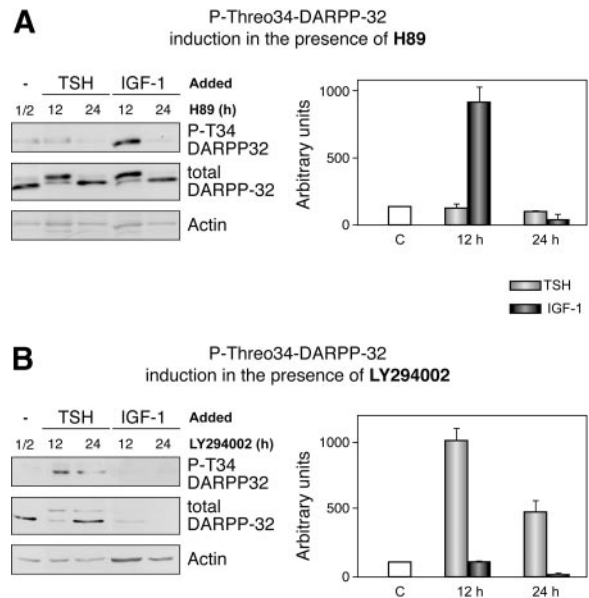 A
P-Threo34-DARPP-32
induction in the presence of H89
- TSH IGF-1 Added
1/2 12 24 12 24 H89 (h)
P-T34
DARPP32
total
DARPP-32
Actin
Arbitrary units
1000
500
0
C 12 h 24 h
TSH
IGF-1
B
P-Threo34-DARPP-32
induction in the presence of LY294002
- TSH IGF-1 Added
1/2 12 24 12 24 LY294002 (h)
P-T34
DARPP32
total
DARPP-32
Actin
Arbitrary units
1000
500
0
C 12 h 24 h